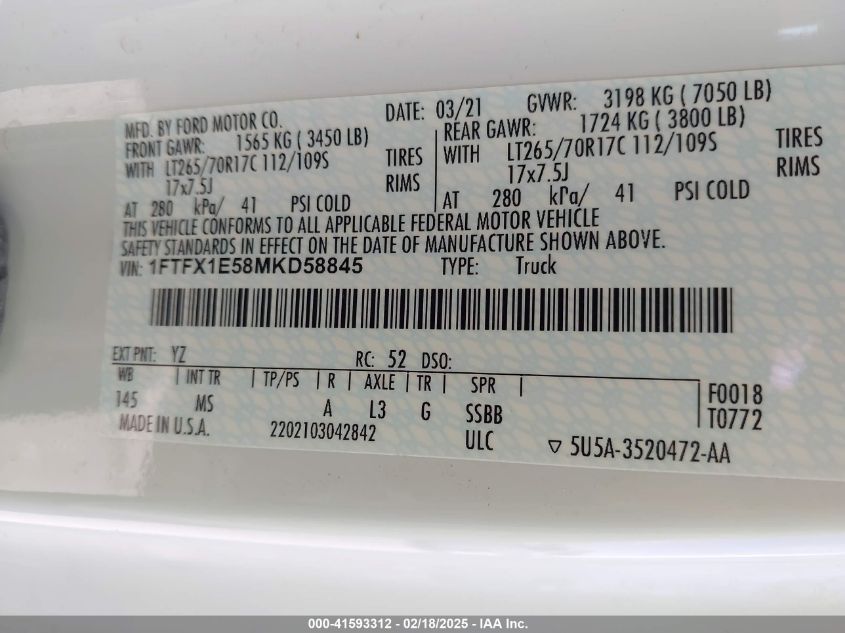 MFD. BY FORD MOTOR CO. DATE: 03/21 GVWR: 3198 KG ( 7050 LB)
FRONT GAWR: 1565 KG ( 3450 LB) REAR GAWR: 1724 KG ( 3800 LB)
WITH LT265/70R17C 112/109S TIRES WITH LT265/70R17C 112/109S TIRES
17x7.5J RIMS 17x7.5J RIMS
AT 280 kPa/ 41 PSI COLD AT 280 kPa/ 41 PSI COLD
THIS VEHICLE CONFORMS TO ALL APPLICABLE FEDERAL MOTOR VEHICLE
SAFETY STANDARDS IN EFFECT ON THE DATE OF MANUFACTURE SHOWN ABOVE.
VIN: 1FTFX1E58MKD58845 TYPE: Truck
EXT PNT: YZ RC: 52 DSO:
WB INT TR TP/PS R AXLE TR SPR F0018
145 MS A L3 G SSBB T0772
MADE IN U.S.A. 2202103042842 ULC 5U5A-3520472-AA
000-41593312 - 02/18/2025 - IAA Inc.